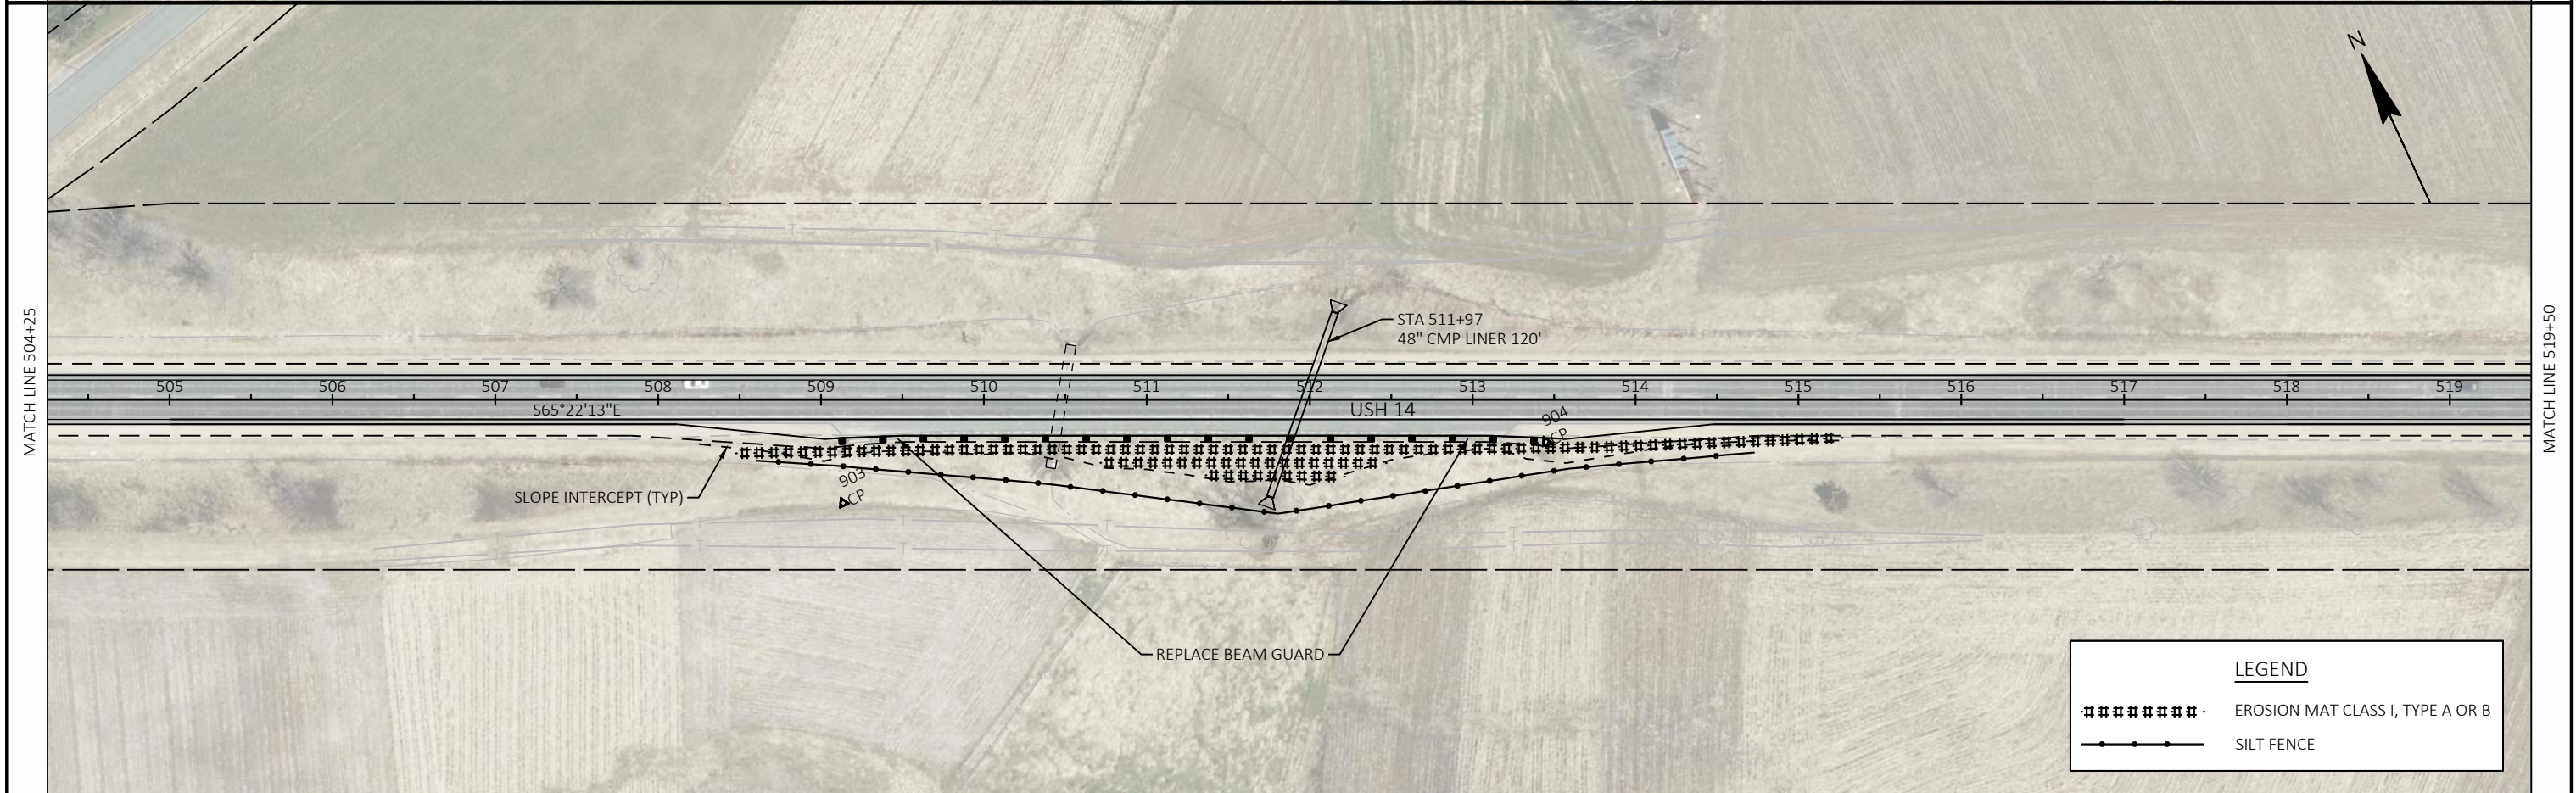 N
STA 511+97
48" CMP LINER 120'
MATCH LINE 504+25
MATCH LINE 519+50
505
506
507
508
509
510
511
512
513
514
515
516
517
518
519
S65°22'13"E
USH 14
904
CP
903
CP
SLOPE INTERCEPT (TYP)
REPLACE BEAM GUARD
LEGEND
EROSION MAT CLASS I, TYPE A OR B
SILT FENCE